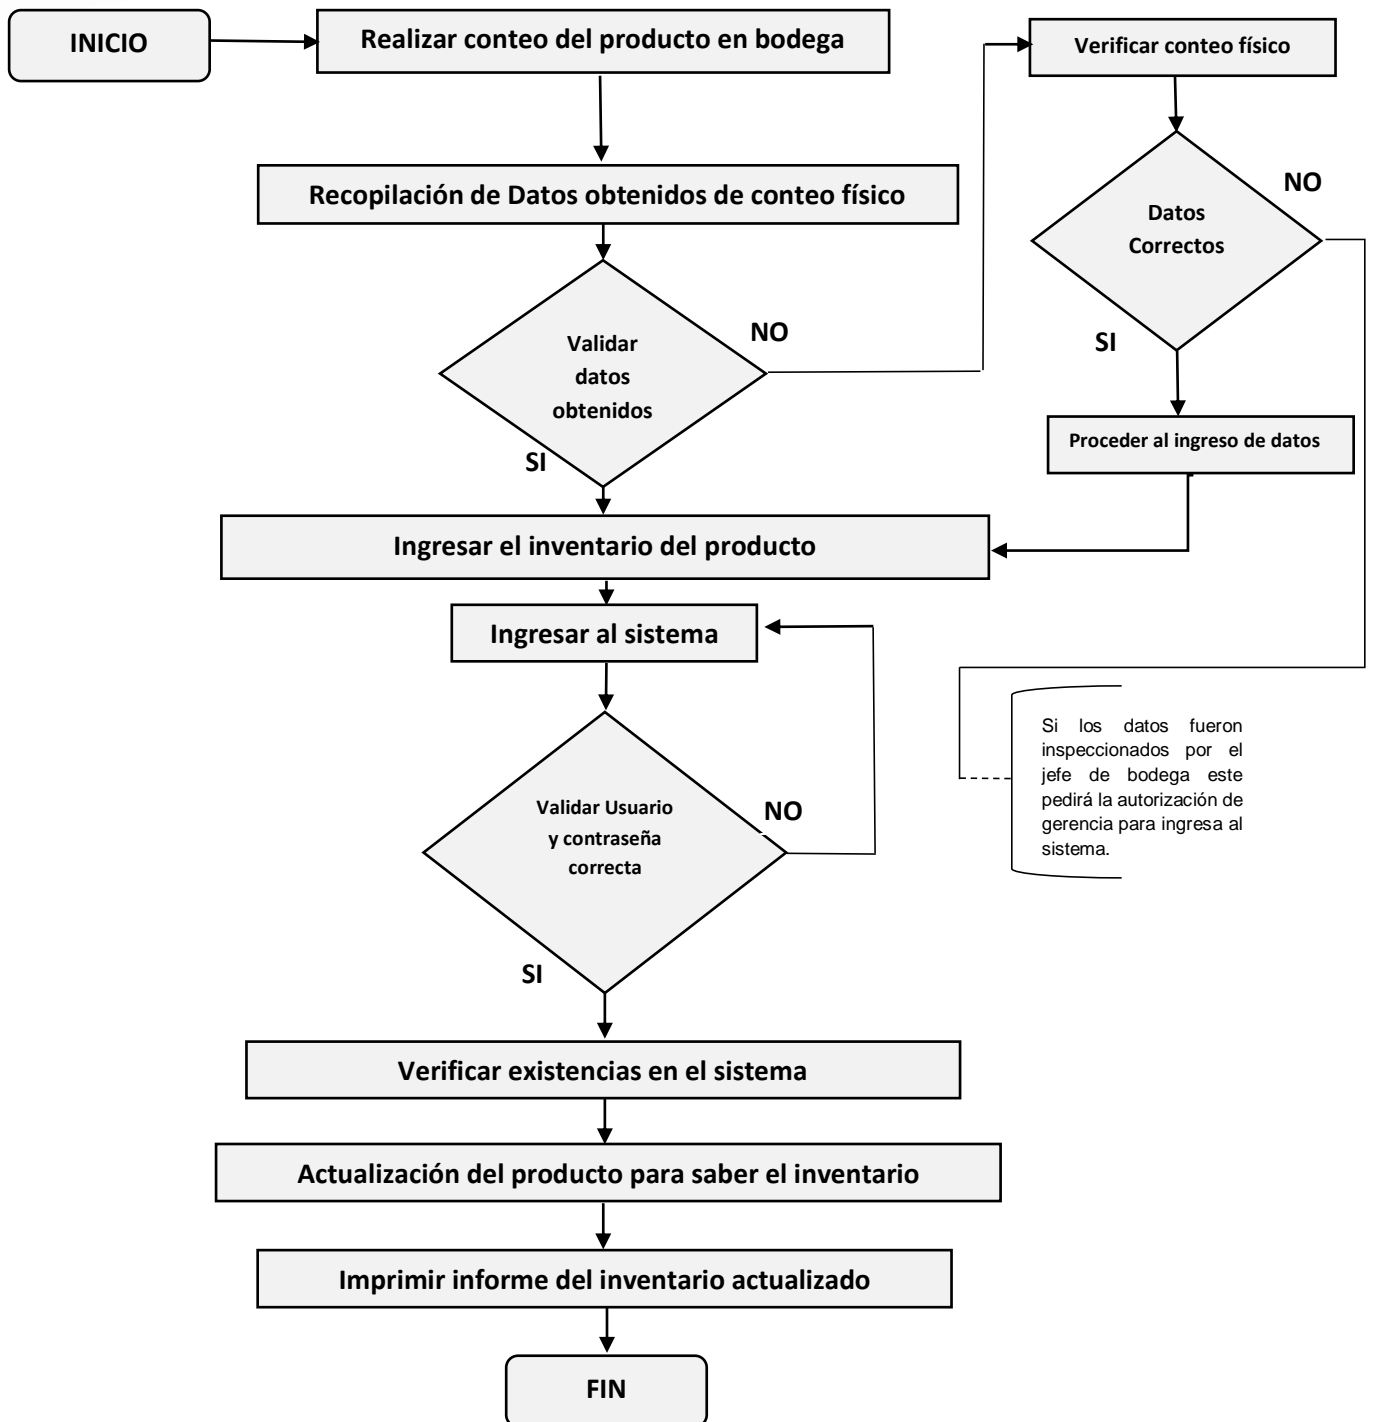 INICIO
Realizar conteo del producto en bodega
Verificar conteo físico
Recopilación de Datos obtenidos de conteo físico
NO
Datos
Correctos
NO
Validar
datos
obtenidos
SI
SI
Proceder al ingreso de datos
Ingresar el inventario del producto
Ingresar al sistema
Si los datos fueron
inspeccionados por el
jefe de bodega este
pedirá la autorización de
gerencia para ingresa al
sistema.
Validar Usuario
y contraseña
correcta
NO
SI
Verificar existencias en el sistema
Actualización del producto para saber el inventario
Imprimir informe del inventario actualizado
FIN